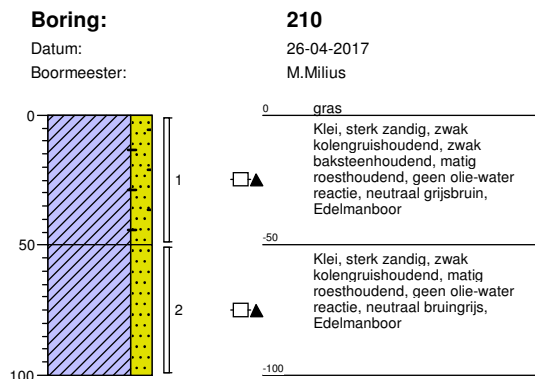 Boring: 210
Datum: 26-04-2017
Boormeester: M.Milius
0
0 gras
Klei, sterk zandig, zwak
kolengruishoudend, zwak
baksteenhoudend, matig
roesthoudend, geen olie-water
reactie, neutraal grijsbruin,
Edelmanboor
1
50
-50
Klei, sterk zandig, zwak
kolengruishoudend, matig
roesthoudend, geen olie-water
reactie, neutraal bruingrijs,
Edelmanboor
2
100
-100